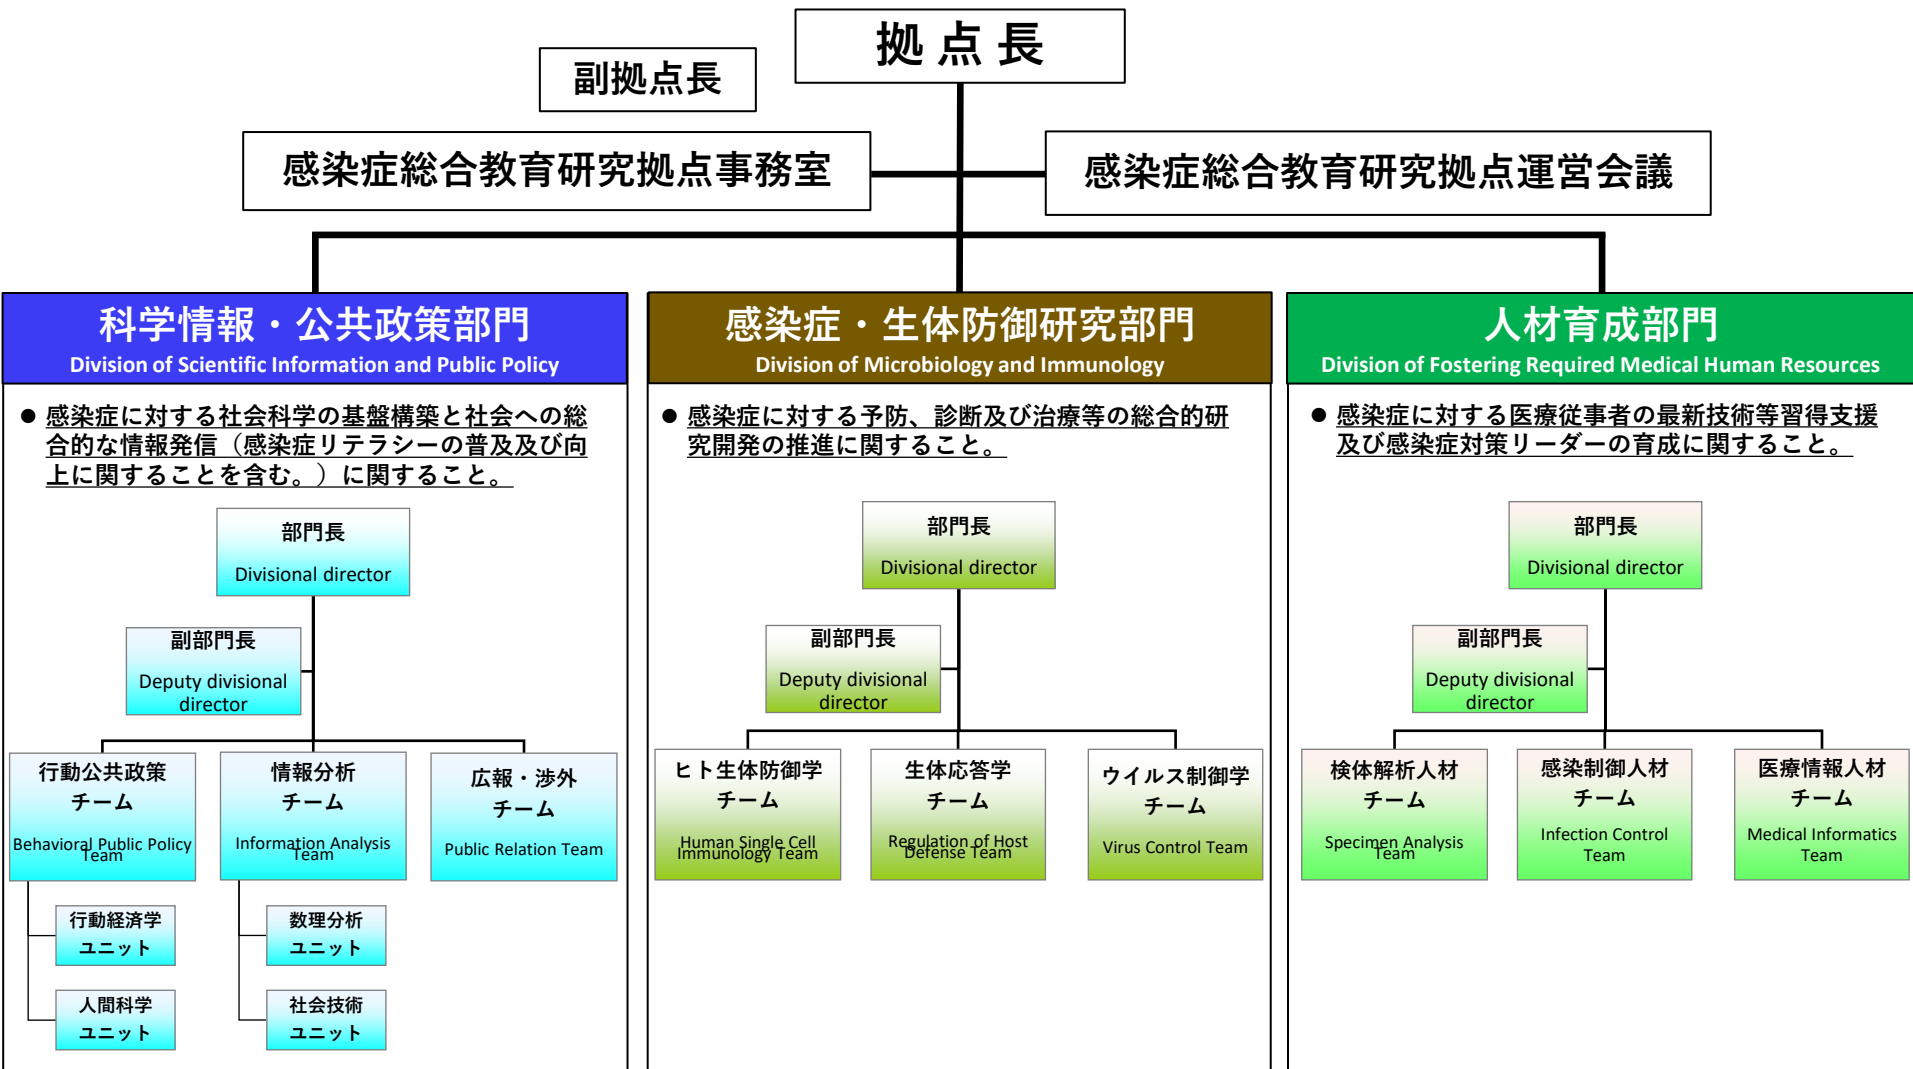 拠点長
副拠点長
感染症総合教育研究拠点事務室
感染症総合教育研究拠点運営会議
科学情報・公共政策部門
Division of Scientific Information and Public Policy
● 感染症に対する社会科学の基盤構築と社会への総
合的な情報発信（感染症リテラシーの普及及び向
上に関することを含む。）に関すること。
部門長
Divisional director
副部門長
Deputy divisional
director
行動公共政策
チーム
Behavioral Public Policy
Team
情報分析
チーム
Information Analysis
Team
広報・渉外
チーム
Public Relation Team
行動経済学
ユニット
人間科学
ユニット
数理分析
ユニット
社会技術
ユニット
感染症・生体防御研究部門
Division of Microbiology and Immunology
● 感染症に対する予防、診断及び治療等の総合的研
究開発の推進に関すること。
部門長
Divisional director
副部門長
Deputy divisional
director
ヒト生体防御学
チーム
Human Single Cell
Immunology Team
生体応答学
チーム
Regulation of Host
Defense Team
ウイルス制御学
チーム
Virus Control Team
人材育成部門
Division of Fostering Required Medical Human Resources
● 感染症に対する医療従事者の最新技術等習得支援
及び感染症対策リーダーの育成に関すること。
部門長
Divisional director
副部門長
Deputy divisional
director
検体解析人材
チーム
Specimen Analysis
Team
感染制御人材
チーム
Infection Control
Team
医療情報人材
チーム
Medical Informatics
Team